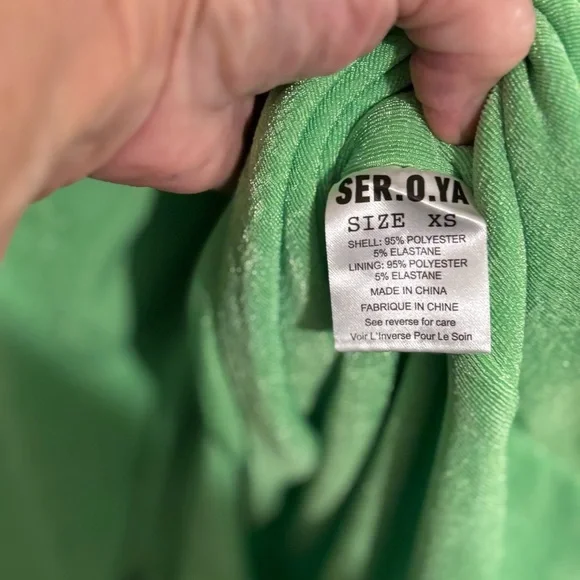 SER.O.YA
SIZE XS
SHELL: 95% POLYESTER
5% ELASTANE
LINING: 95% POLYESTER
5% ELASTANE
MADE IN CHINA
FABRIQUE IN CHINE
See reverse for care
Voir L'Inverse Pour Le Soin